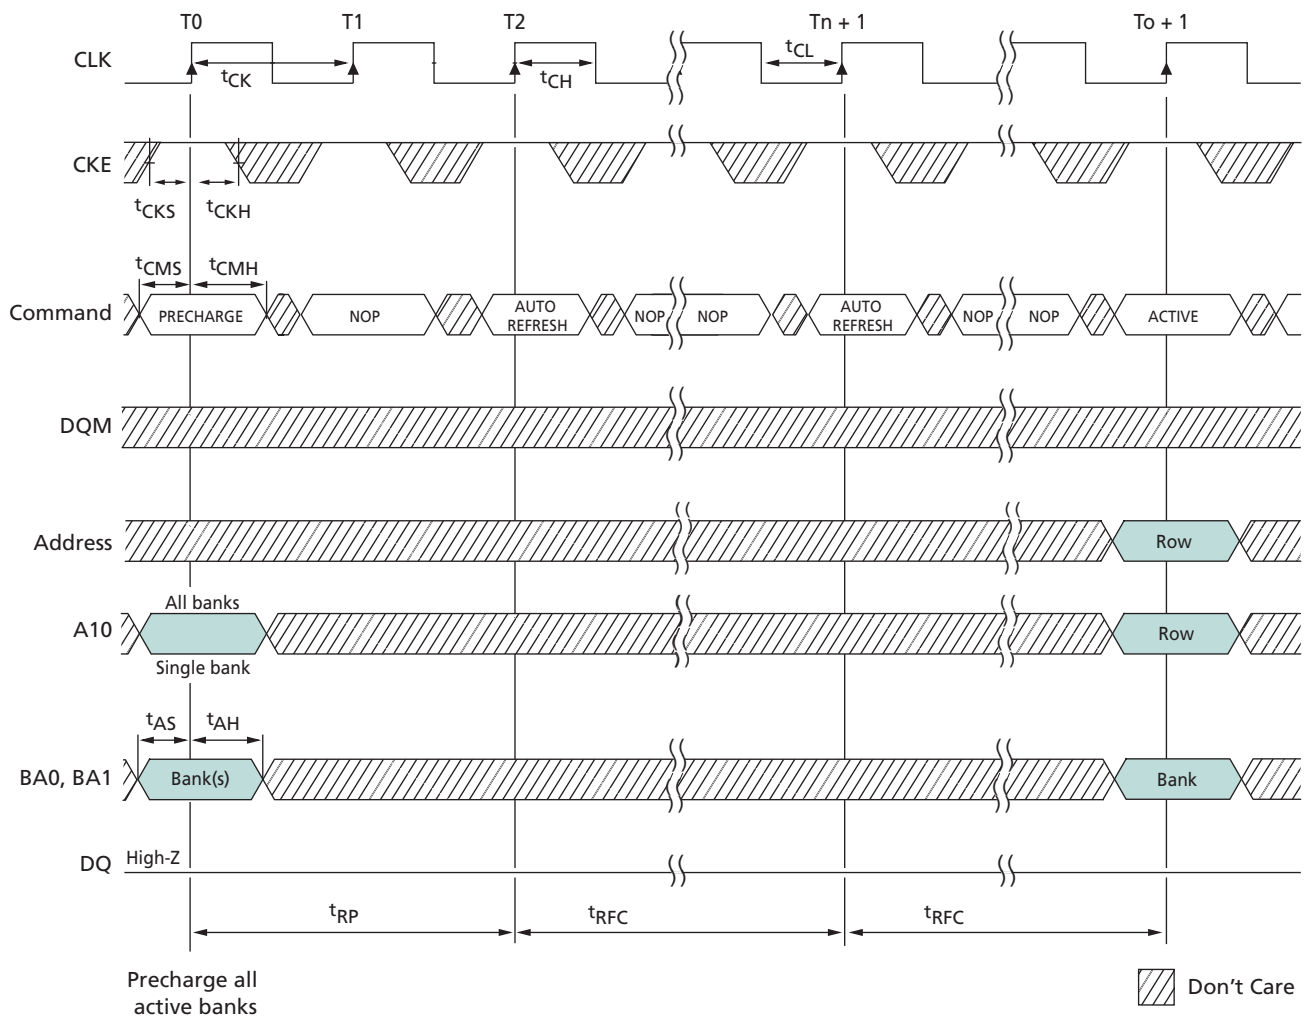 T0 T1 T2 Tn + 1 To + 1
CLK
tCK tCH tCL
CKE
tCKS tCKH
tCMS tCMH
Command PRECHARGE NOP AUTO REFRESH NOP NOP AUTO REFRESH NOP NOP ACTIVE
DQM
Address Row
All banks
A10 Row
Single bank
tAS tAH
BA0, BA1 Bank(s) Bank
DQ High-Z
tRP tRFC tRFC
Precharge all
active banks
Don't Care